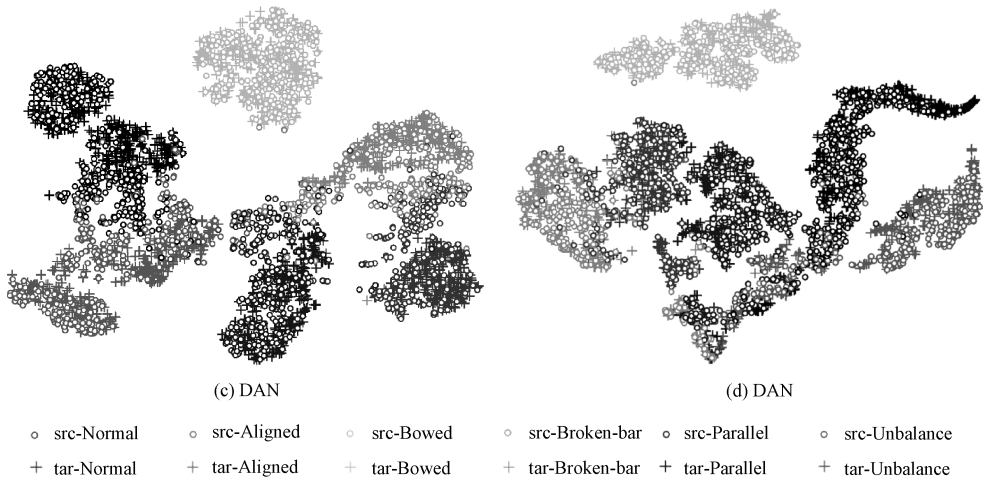 (c) DAN (d) DAN
src-Normal src-Aligned src-Bowed src-Broken-bar src-Parallel src-Unbalance
tar-Normal tar-Aligned tar-Bowed tar-Broken-bar tar-Parallel tar-Unbalance